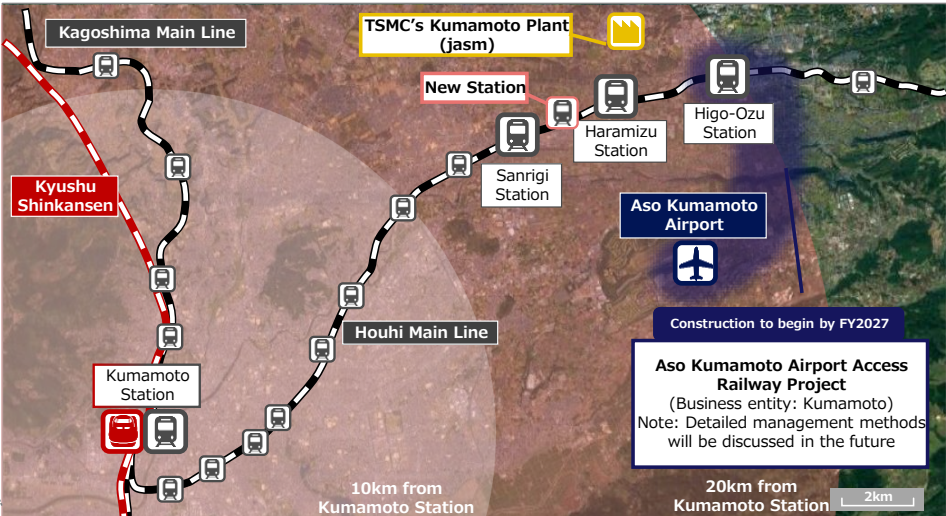 Kagoshima Main Line
TSMC's Kumamoto Plant
(jasm)
New Station
Haramizu
Station
Higo-Ozu
Station
Sanrigi
Station
Kyushu
Shinkansen
Aso Kumamoto
Airport
Houhi Main Line
Construction to begin by FY2027
Kumamoto
Station
Aso Kumamoto Airport Access
Railway Project
(Business entity: Kumamoto)
Note: Detailed management methods
will be discussed in the future
10km from
Kumamoto Station
20km from
Kumamoto Station
2km